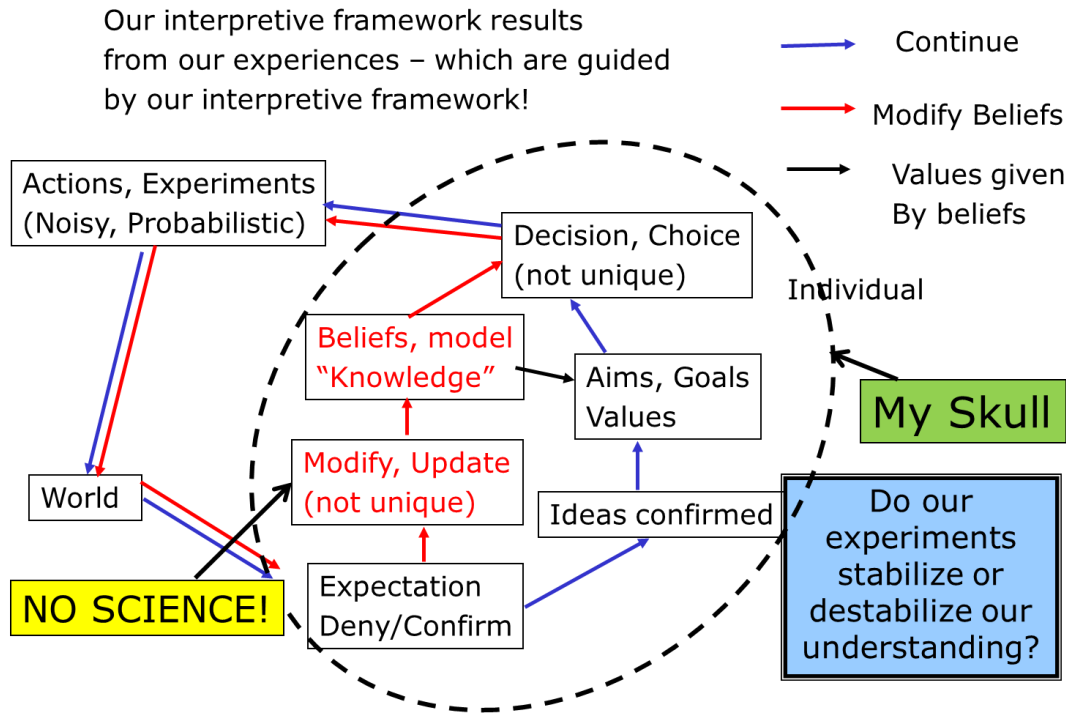 Our interpretive framework results
from our experiences – which are guided
by our interpretive framework!
Continue
Modify Beliefs
Values given
By beliefs
Actions, Experiments
(Noisy, Probabilistic)
Decision, Choice
(not unique)
Individual
Beliefs, model
“Knowledge”
Aims, Goals
Values
My Skull
Modify, Update
(not unique)
World
Ideas confirmed
Do our
experiments
stabilize or
destabilize our
understanding?
NO SCIENCE!
Expectation
Deny/Confirm